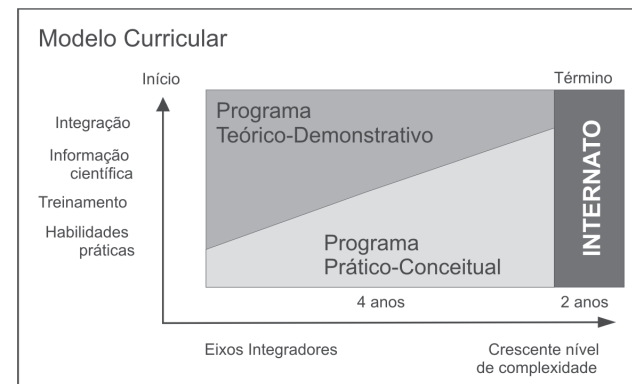 Modelo Curricular
Início
Término
Integração
Informação
científica
Treinamento
Habilidades
práticas
Programa
Teórico-Demonstrativo
Programa
Prático-Conceitual
INTERNATO
4 anos
2 anos
Eixos Integradores
Crescente nível
de complexidade